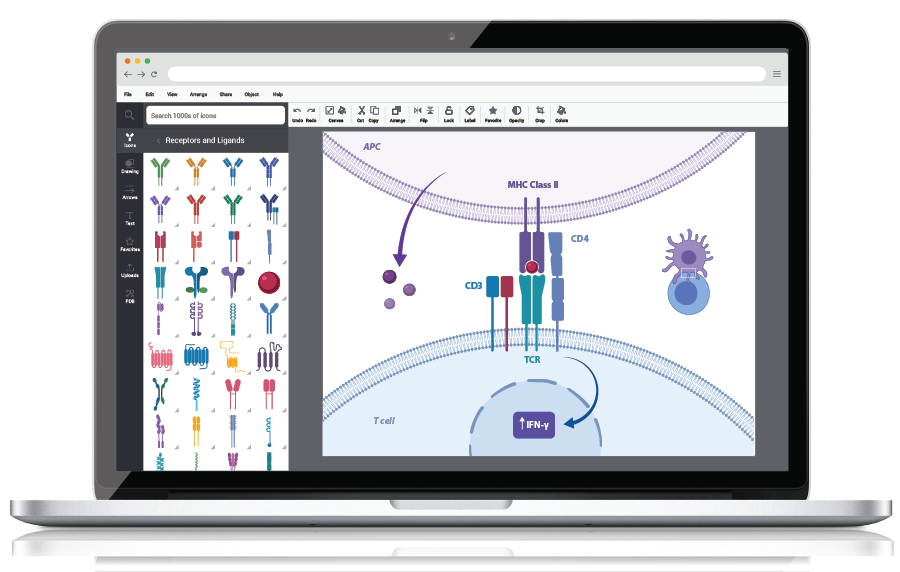 File Edit View Arrange Share Object Help
Search 1000s of icons
Undo Redo Canvas Cut Copy Arrange Flip Lock Label Favorite Opacity Crop Colors
Icons
Receptors and Ligands
Drawing
Arrows
Text
Favorites
Uploads
PDB
APC
MHC Class II
CD4
CD3
TCR
T cell
↑IFN-γ